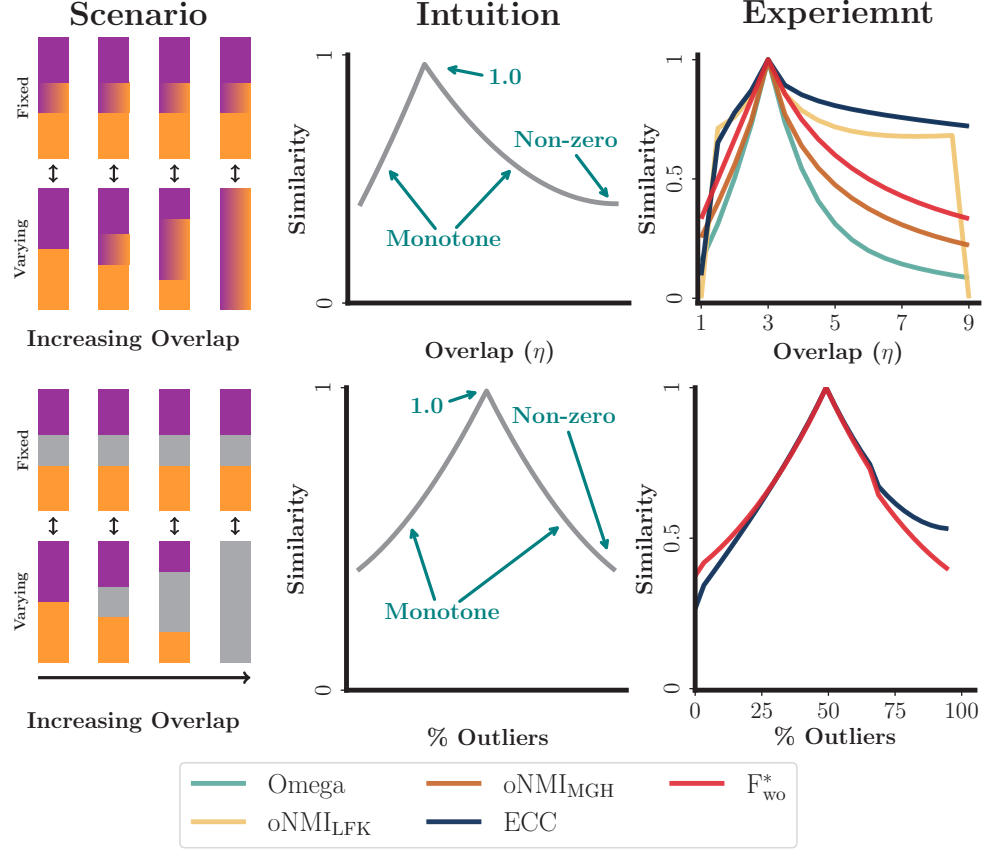 Scenario
Intuition
Experiemnt
Fixed
Varying
Increasing Overlap
Similarity
1
0
1.0
Non-zero
Monotone
Overlap (η)
Similarity
1
0.5
0
1 3 5 7 9
Overlap (η)
Fixed
Varying
Increasing Overlap
Similarity
1
0
1.0
Non-zero
Monotone
% Outliers
Similarity
1
0.5
0
0 25 50 75 100
% Outliers
Omega
oNMI_MGH
F*_wo
oNMI_LFK
ECC